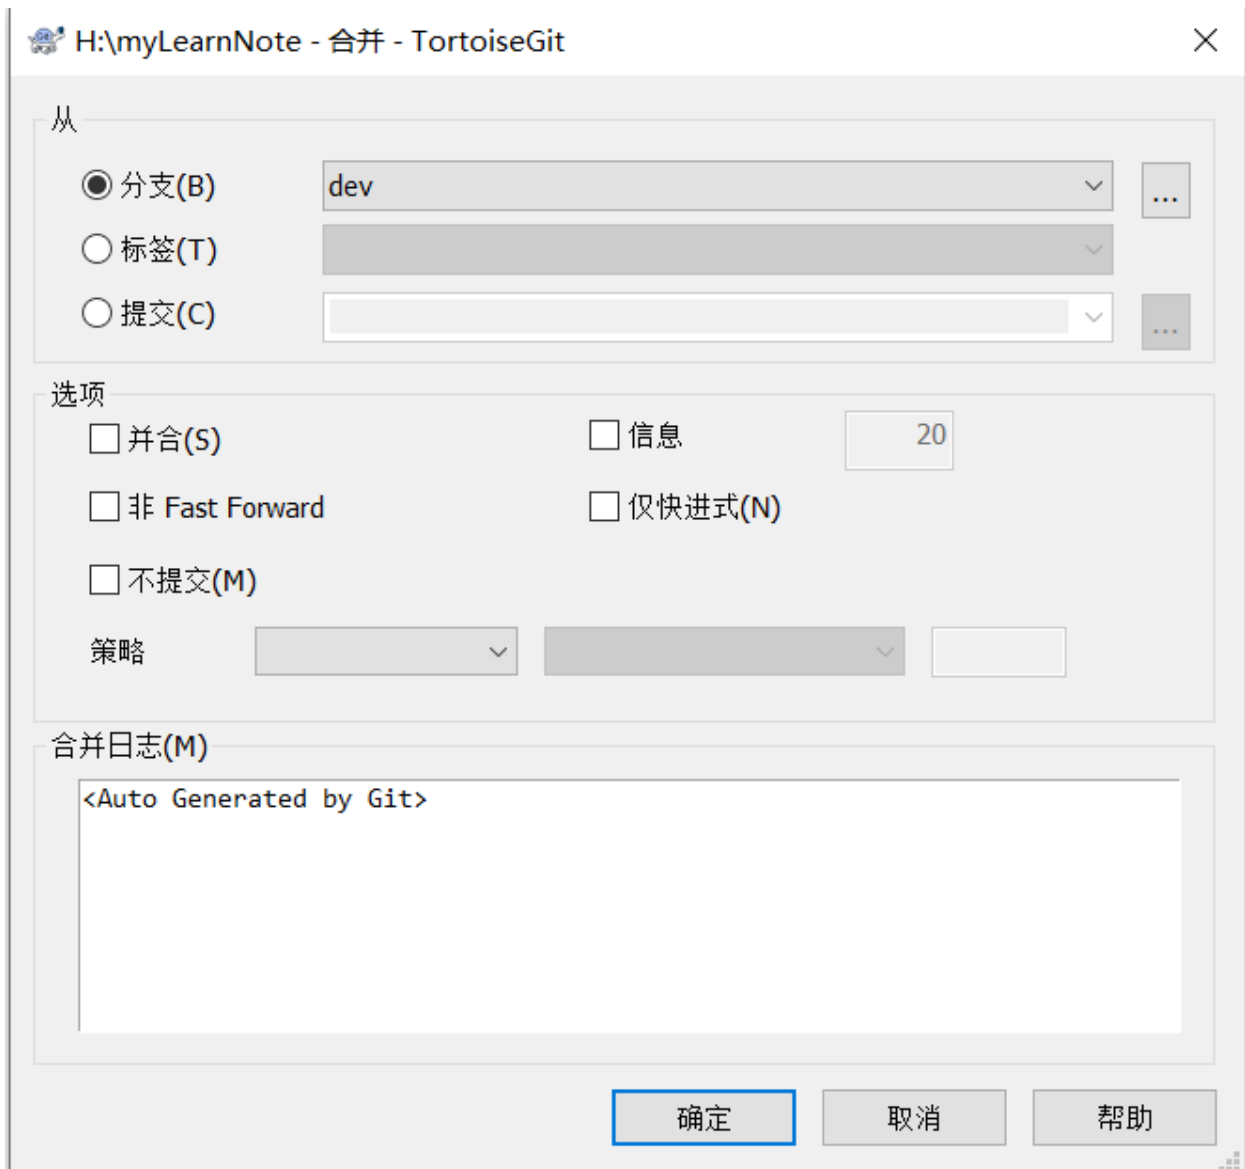 H:\myLearnNote - 合并 - TortoiseGit
从
分支(B) dev ...
标签(T)
提交(C) ...
选项
并合(S) 信息 20
非 Fast Forward 仅快进式(N)
不提交(M)
策略
合并日志(M)
<Auto Generated by Git>
确定 取消 帮助